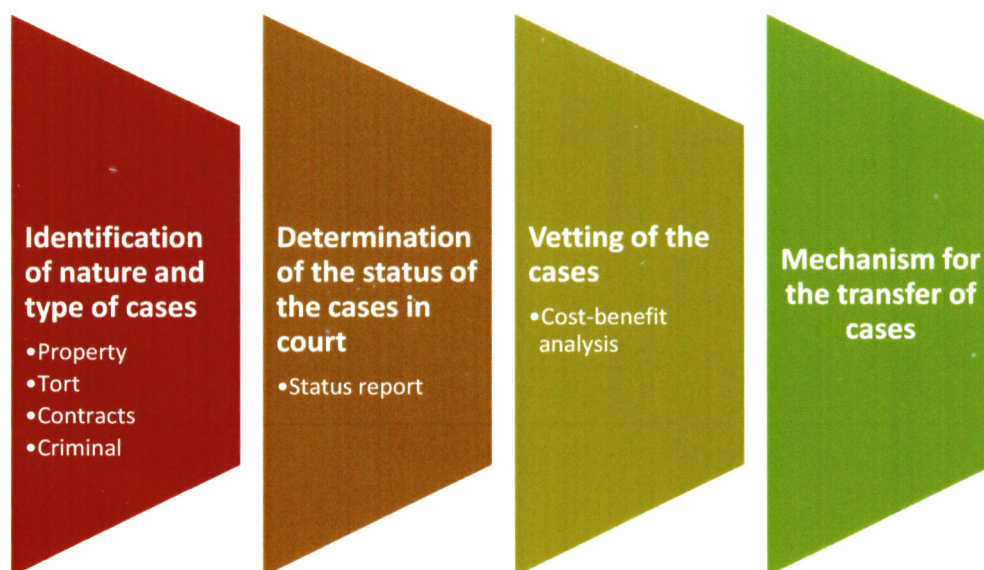 Identification
of nature and
type of cases
•Property
•Tort
•Contracts
•Criminal
Determination
of the status of
the cases in
court
•Status report
Vetting of the
cases
•Cost-benefit
analysis
Mechanism for
the transfer of
cases